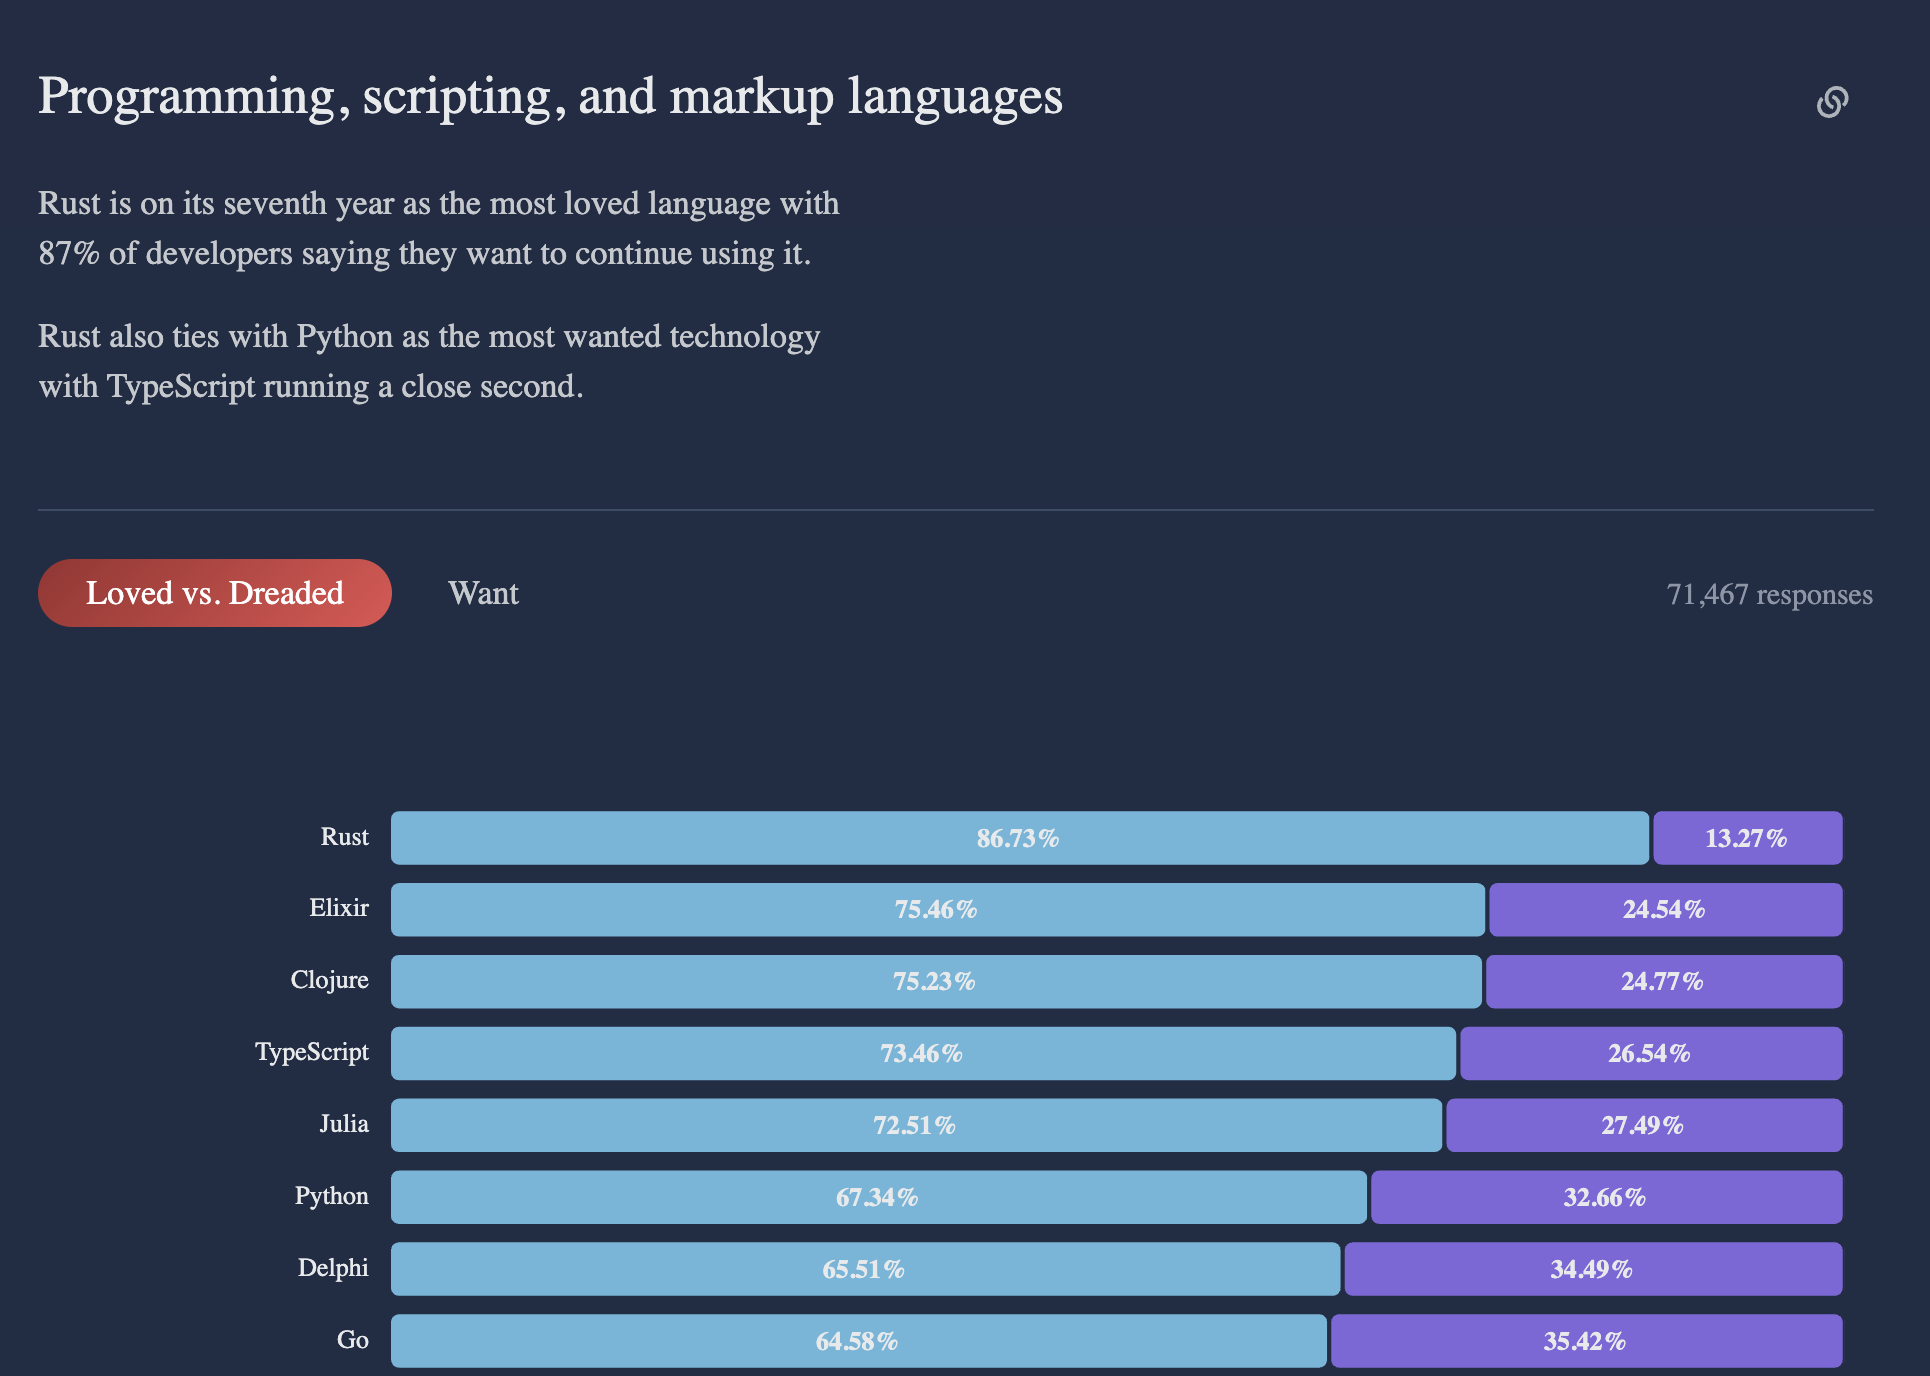 Programming, scripting, and markup languages
Rust is on its seventh year as the most loved language with
87% of developers saying they want to continue using it.
Rust also ties with Python as the most wanted technology
with TypeScript running a close second.
Loved vs. Dreaded Want 71,467 responses
Rust 86.73% 13.27%
Elixir 75.46% 24.54%
Clojure 75.23% 24.77%
TypeScript 73.46% 26.54%
Julia 72.51% 27.49%
Python 67.34% 32.66%
Delphi 65.51% 34.49%
Go 64.58% 35.42%